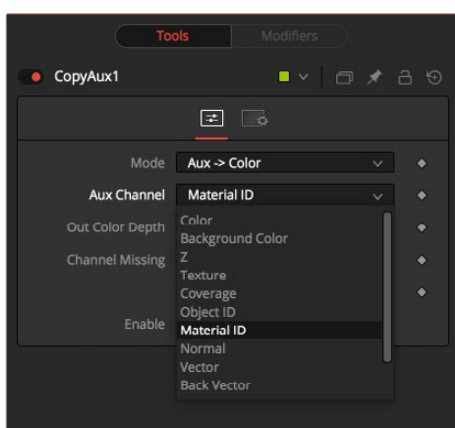 Tools Modifiers
CopyAux1
Mode Aux -> Color
Aux Channel Material ID
Out Color Depth Color
Background Color
Channel Missing Z
Texture
Coverage
Object ID
Enable Material ID
Normal
Vector
Back Vector